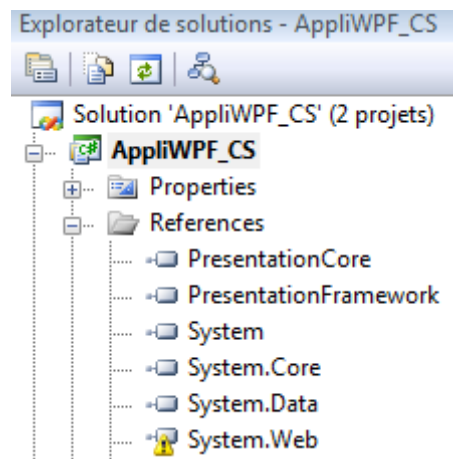 Explorateur de solutions - AppliWPF_CS
Solution 'AppliWPF_CS' (2 projets)
AppliWPF_CS
Properties
References
PresentationCore
PresentationFramework
System
System.Core
System.Data
System.Web